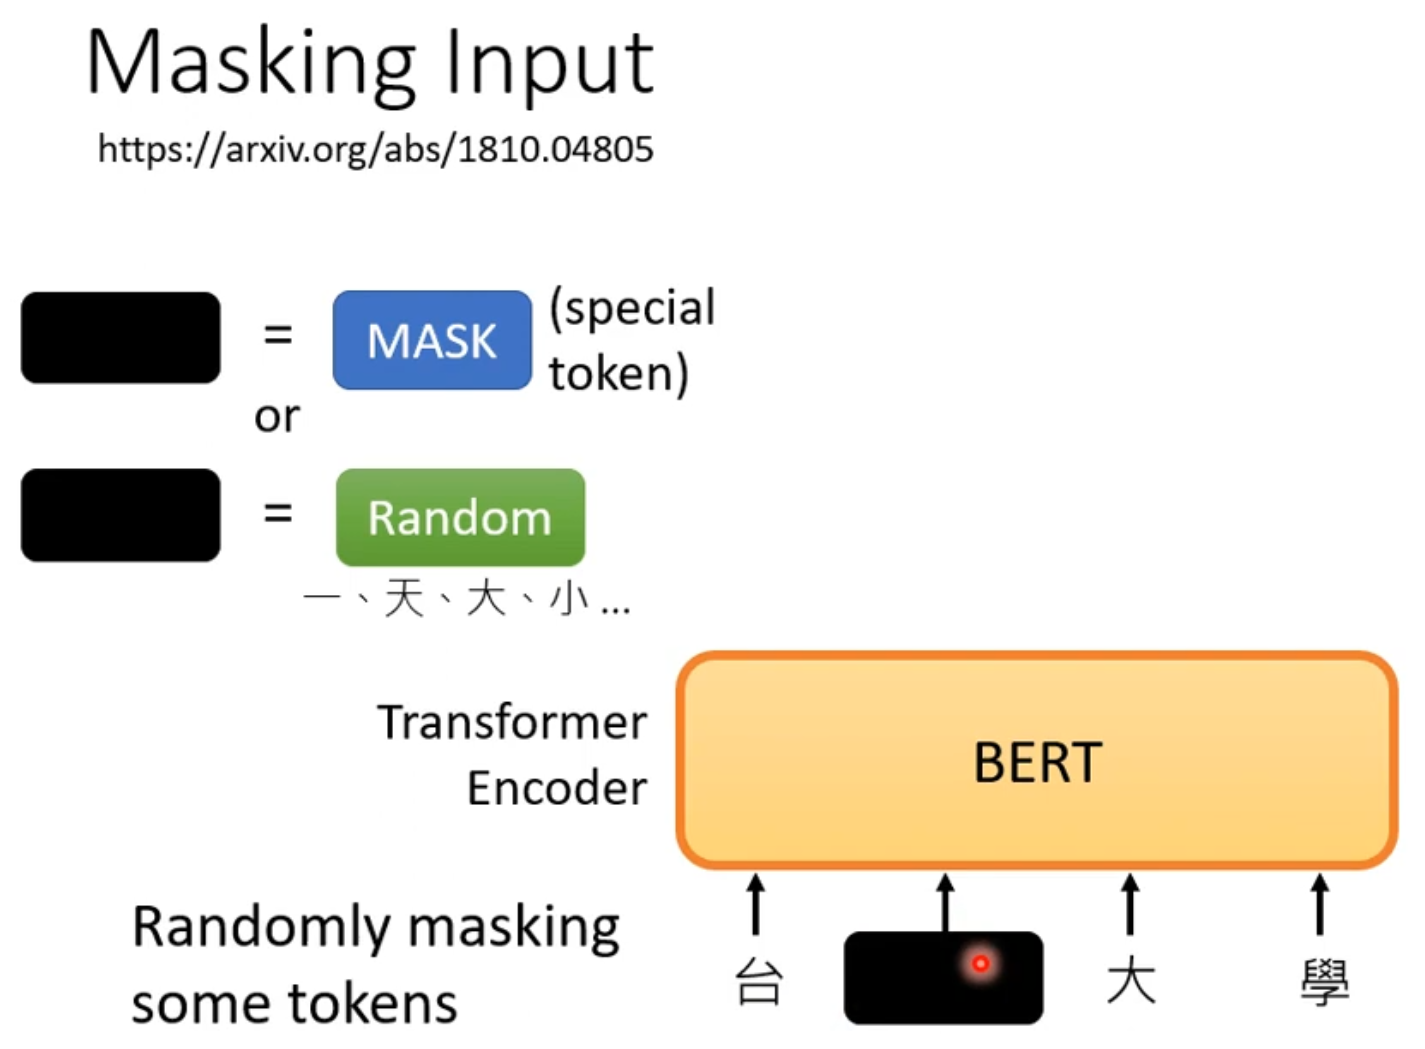 Masking Input
https://arxiv.org/abs/1810.04805
= MASK (special
token)
or
= Random
一、天、大、小 ...
Transformer
Encoder
BERT
Randomly masking
some tokens
台 大 學